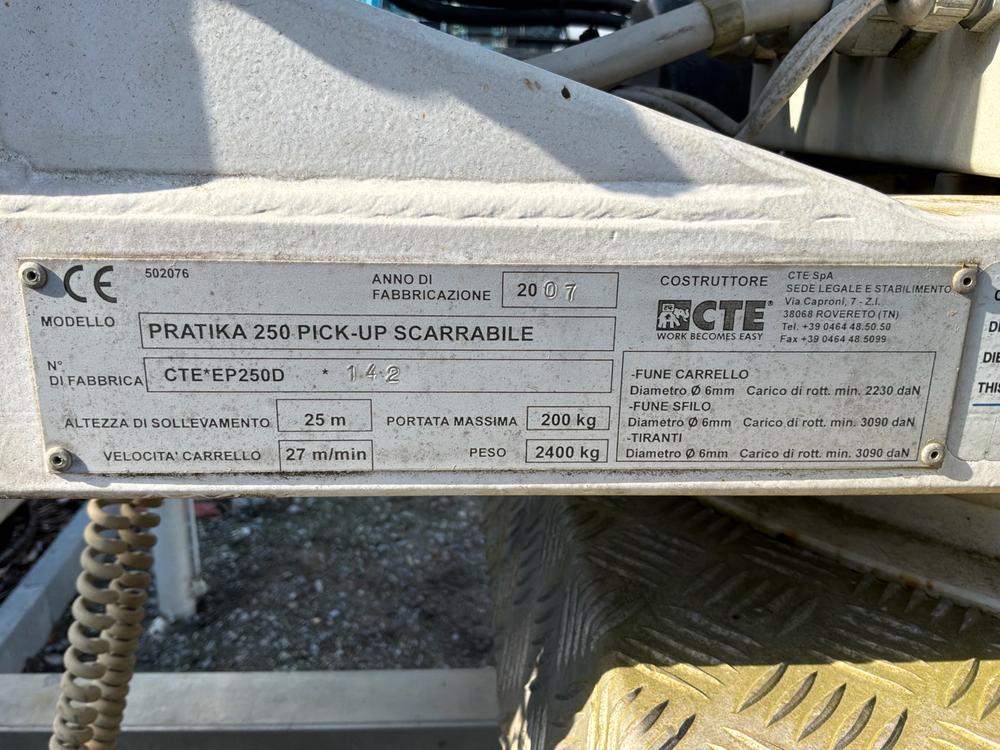 CE
502076
ANNO DI
FABBRICAZIONE
2007
MODELLO
PRATIKA 250 PICK-UP SCARRABILE
N°
DI FABBRICA
CTE*EP250D * 142
ALTEZZA DI SOLLEVAMENTO
25 m
PORTATA MASSIMA
200 kg
VELOCITA' CARRELLO
27 m/min
PESO
2400 kg
COSTRUTTORE
CTE®
WORK BECOMES EASY
CTE SpA
SEDE LEGALE E STABILIMENTO
Via Caproni, 7 - Z.I.
38068 ROVERETO (TN)
Tel. +39 0464 48.50.50
Fax +39 0464 48.5099
-FUNE CARRELLO
Diametro Ø 6mm Carico di rott. min. 2230 daN
-FUNE SFILO
Diametro Ø 6mm Carico di rott. min. 3090 daN
-TIRANTI
Diametro Ø 6mm Carico di rott. min. 3090 daN
DIE
THIS